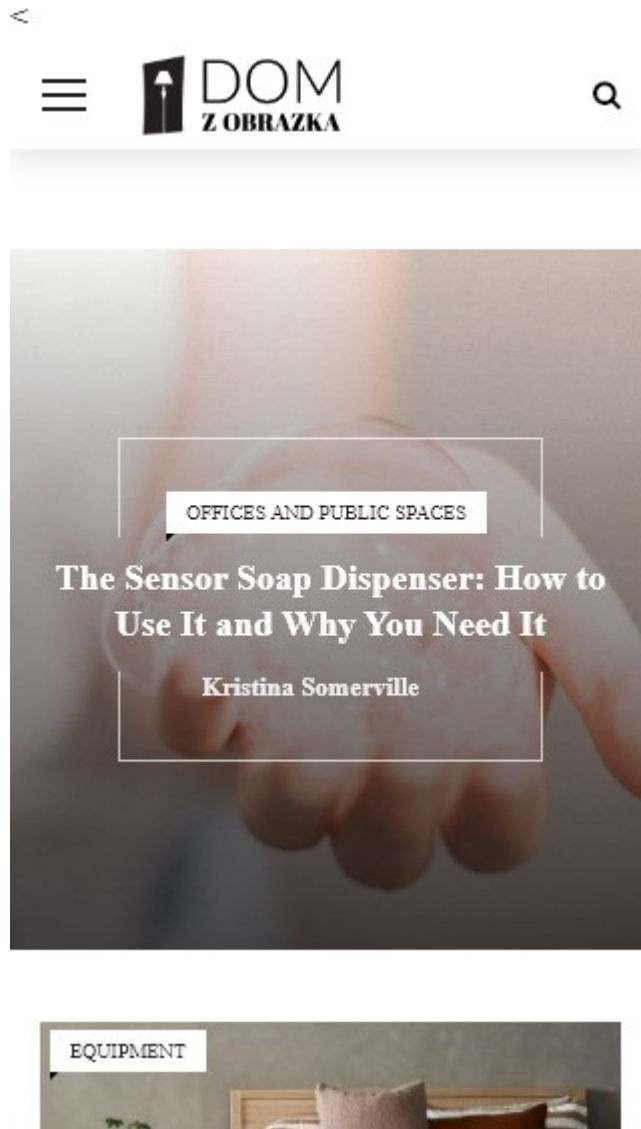 <
DOM
Z OBRAZKA
OFFICES AND PUBLIC SPACES
The Sensor Soap Dispenser: How to
Use It and Why You Need It
Kristina Somerville
EQUIPMENT